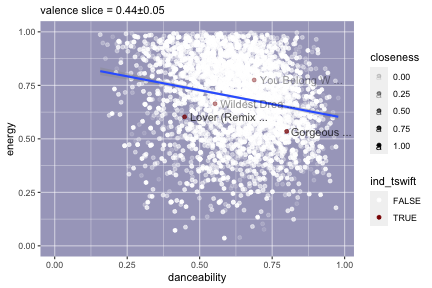 valence slice = 0.44±0.05
1.00
0.75
0.50
0.25
0.00
energy
You Belong W
Wildest Drea
Lover (Remix ...
Gorgeous ...
0.00
0.25
0.50
0.75
1.00
danceability
closeness
0.00
0.25
0.50
0.75
1.00
ind_tswift
FALSE
TRUE